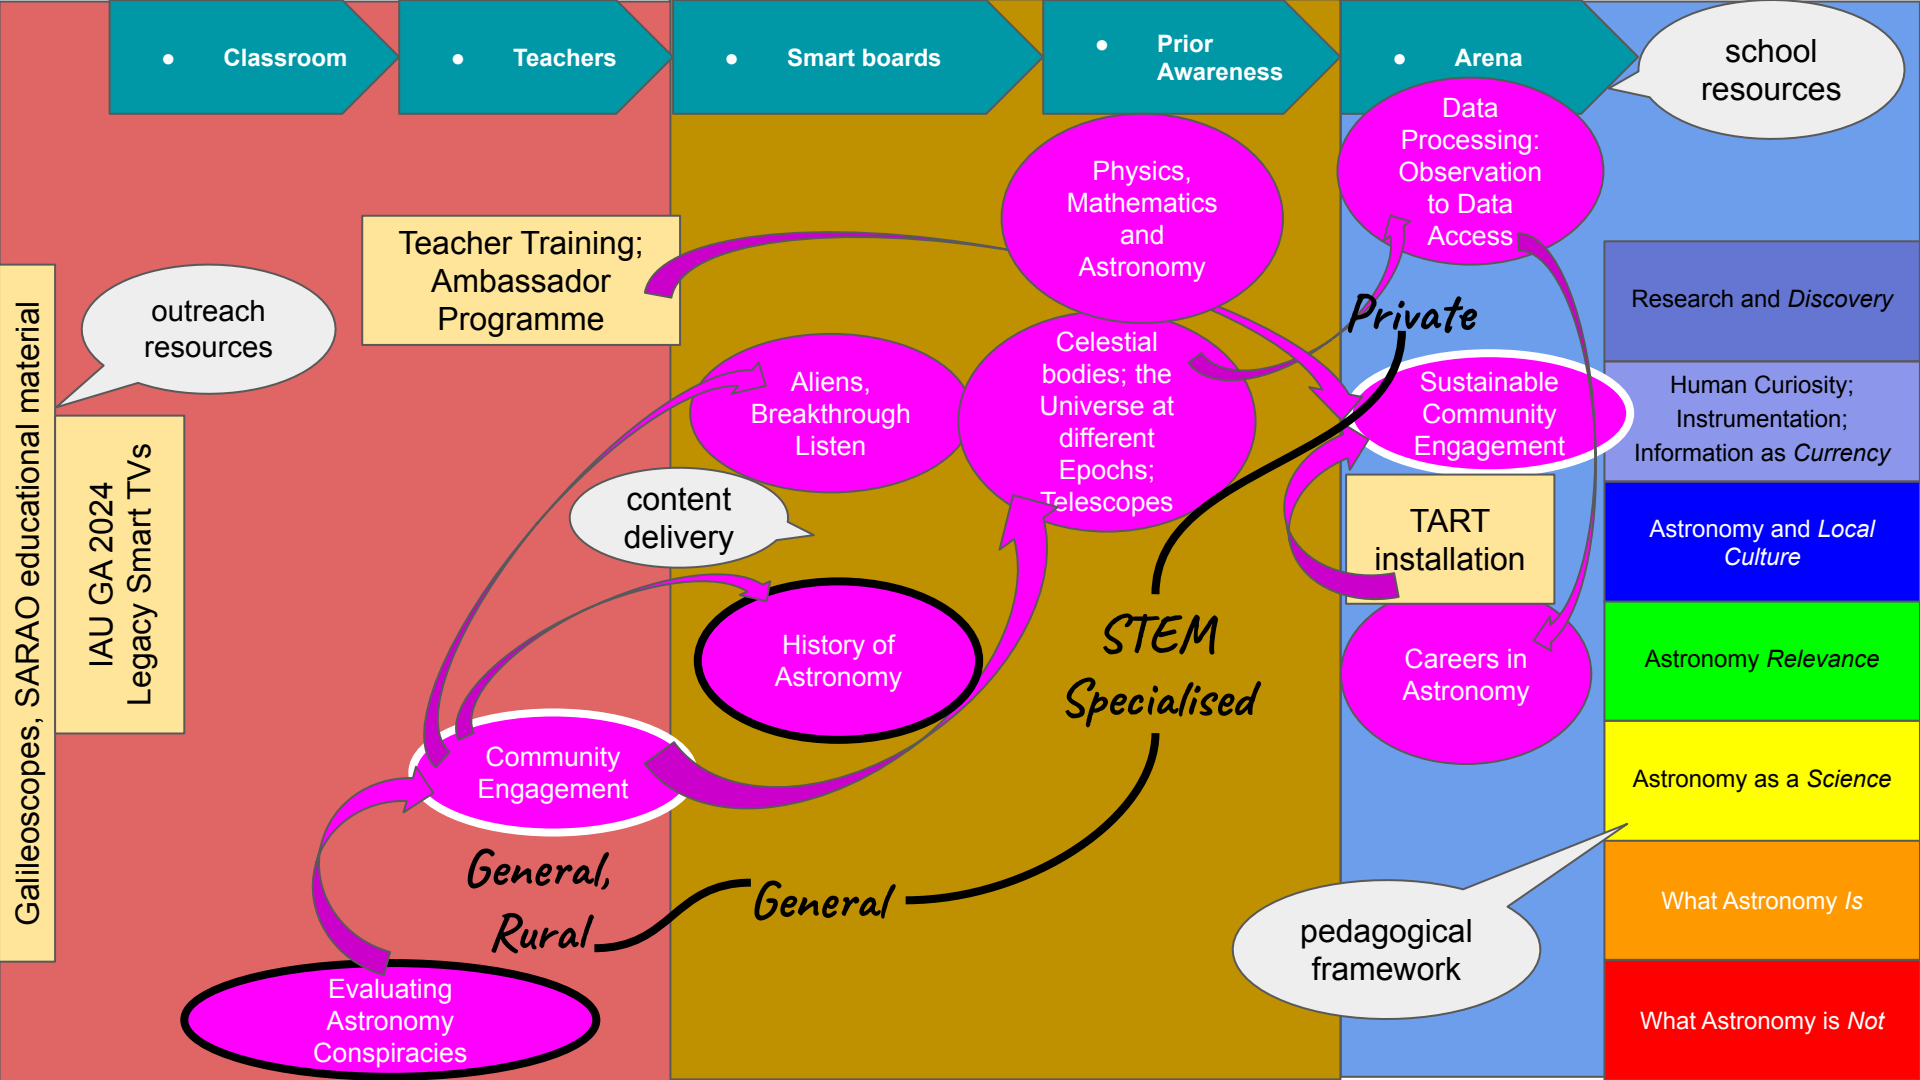 Classroom
Teachers
Smart boards
Prior
Awareness
Arena
school
resources
Data
Processing:
Observation
to Data
Access
Physics,
Mathematics
and
Astronomy
Teacher Training;
Ambassador
Programme
outreach
resources
Galileoscopes, SARAO educational material
IAU GA 2024
Legacy Smart TVs
Private
Celestial
bodies; the
Universe at
different
Epochs;
Telescopes
Aliens,
Breakthrough
Listen
Sustainable
Community
Engagement
content
delivery
TART
installation
History of
Astronomy
STEM
Specialised
Careers in
Astronomy
Community
Engagement
General,
Rural
General
pedagogical
framework
Evaluating
Astronomy
Conspiracies
Research and Discovery
Human Curiosity;
Instrumentation;
Information as Currency
Astronomy and Local
Culture
Astronomy Relevance
Astronomy as a Science
What Astronomy Is
What Astronomy is Not